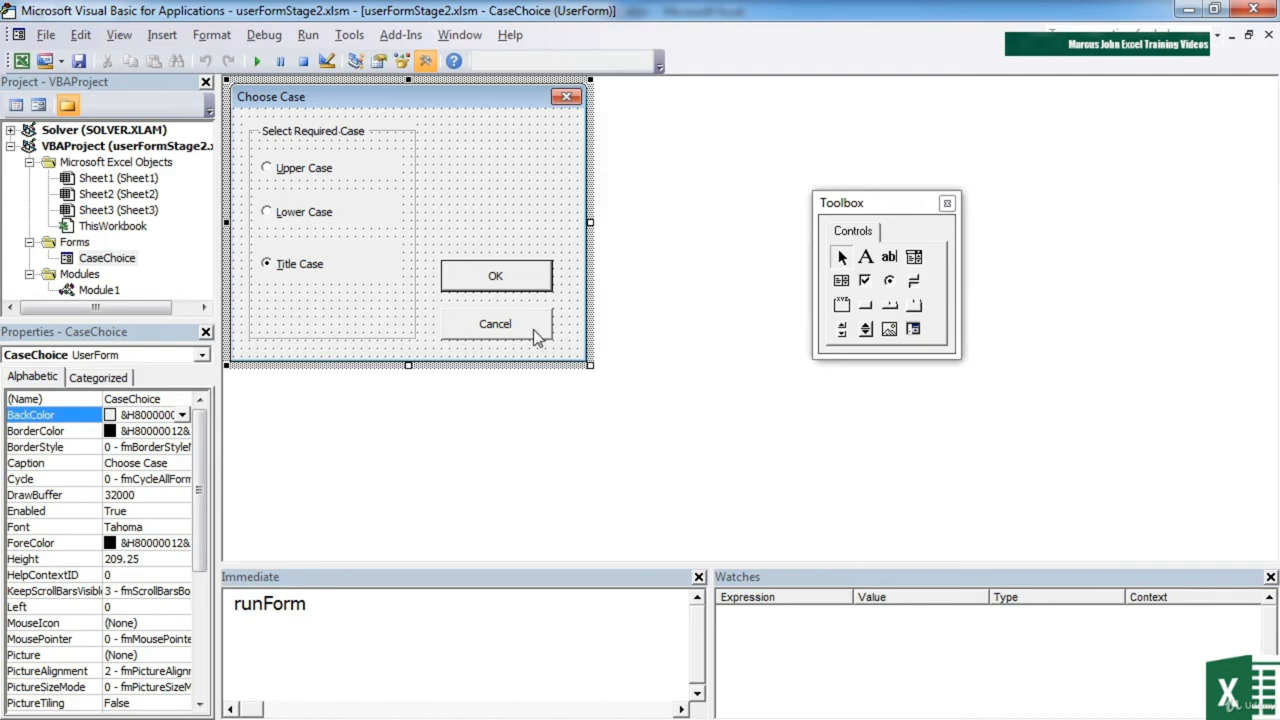 Microsoft Visual Basic for Applications - userFormStage2.xlsm - [userFormStage2.xlsm - CaseChoice (UserForm)]
File Edit View Insert Format Debug Run Tools Add-Ins Window Help
Marcus John Excel Training Videos
Project - VBAProject
Choose Case
Solver (SOLVER.XLAM)
VBAProject (userFormStage2.
Microsoft Excel Objects
Sheet1 (Sheet1)
Sheet2 (Sheet2)
Sheet3 (Sheet3)
ThisWorkbook
Forms
CaseChoice
Modules
Module1
Select Required Case
Upper Case
Lower Case
Title Case
OK
Cancel
Toolbox
Controls
A
ab
XYZ
Properties - CaseChoice
CaseChoice UserForm
Alphabetic Categorized
(Name) CaseChoice
BackColor &H800000
BorderColor &H80000012&
BorderStyle 0 - fmBorderStyle
Caption Choose Case
Cycle 0 - fmCycleAllForm
DrawBuffer 32000
Enabled True
Font Tahoma
ForeColor &H80000012&
Height 209.25
HelpContextID 0
KeepScrollBarsVisibl 3 - fmScrollBarsBo
Left 0
MouseIcon (None)
MousePointer 0 - fmMousePointe
Picture (None)
PictureAlignment 2 - fmPictureAlignr
PictureSizeMode 0 - fmPictureSizeM
PictureTiling False
Immediate
runForm
Watches
Expression Value Type Context
X
Udemy